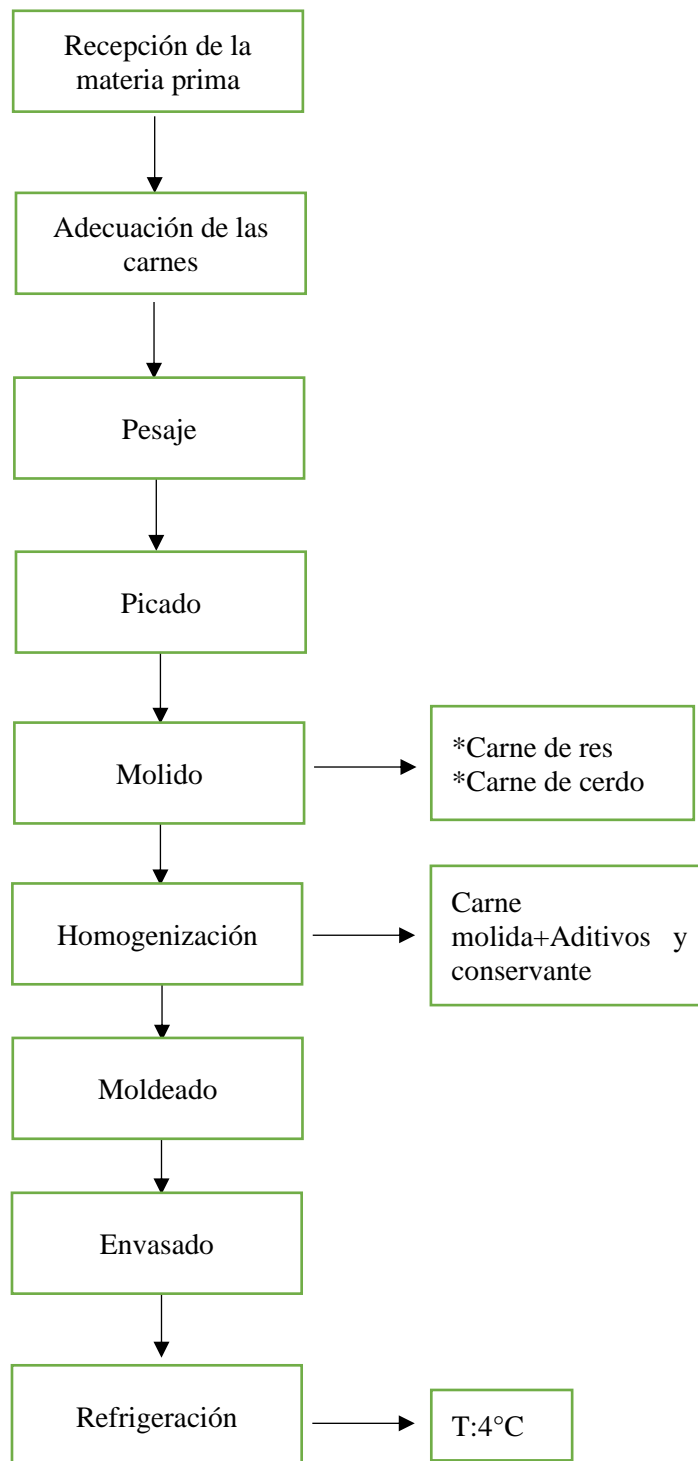 Recepción de la
materia prima
Adecuación de las
carnes
Pesaje
Picado
Molido
*Carne de res
*Carne de cerdo
Homogenización
Carne
molida+Aditivos y
conservante
Moldeado
Envasado
Refrigeración
T:4°C